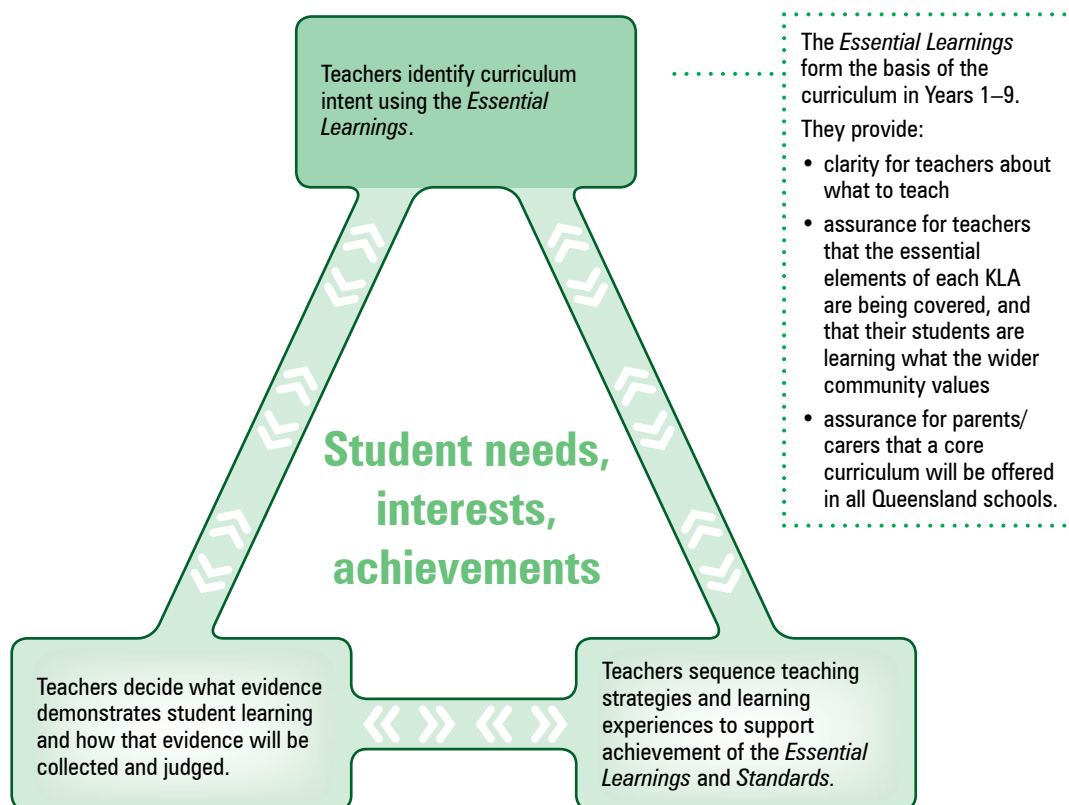 Teachers identify curriculum
intent using the Essential
Learnings.
The Essential Learnings
form the basis of the
curriculum in Years 1–9.
They provide:
• clarity for teachers about
what to teach
• assurance for teachers
that the essential
elements of each KLA
are being covered, and
that their students are
learning what the wider
community values
• assurance for parents/
carers that a core
curriculum will be offered
in all Queensland schools.
Student needs,
interests,
achievements
Teachers decide what evidence
demonstrates student learning
and how that evidence will be
collected and judged.
Teachers sequence teaching
strategies and learning
experiences to support
achievement of the Essential
Learnings and Standards.